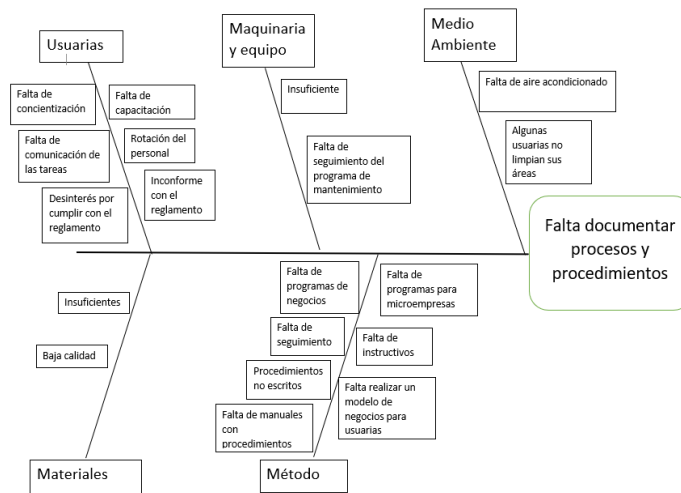 Usuarias
Maquinaria
y equipo
Medio
Ambiente
Falta de
concientización
Falta de
capacitación
Falta de
comunicación de
las tareas
Rotación del
personal
Desinterés por
cumplir con el
reglamento
Inconforme
con el
reglamento
Insuficiente
Falta de
seguimiento del
programa de
mantenimiento
Falta de aire acondicionado
Algunas
usuarias no
limpian sus
áreas
Falta documentar
procesos y
procedimientos
Insuficientes
Baja calidad
Falta de
programas de
negocios
Falta de
programas para
microempresas
Falta de
seguimiento
Falta de
instructivos
Procedimientos
no escritos
Falta realizar un
modelo de
negocios para
usuarias
Falta de manuales
con
procedimientos
Materiales
Método